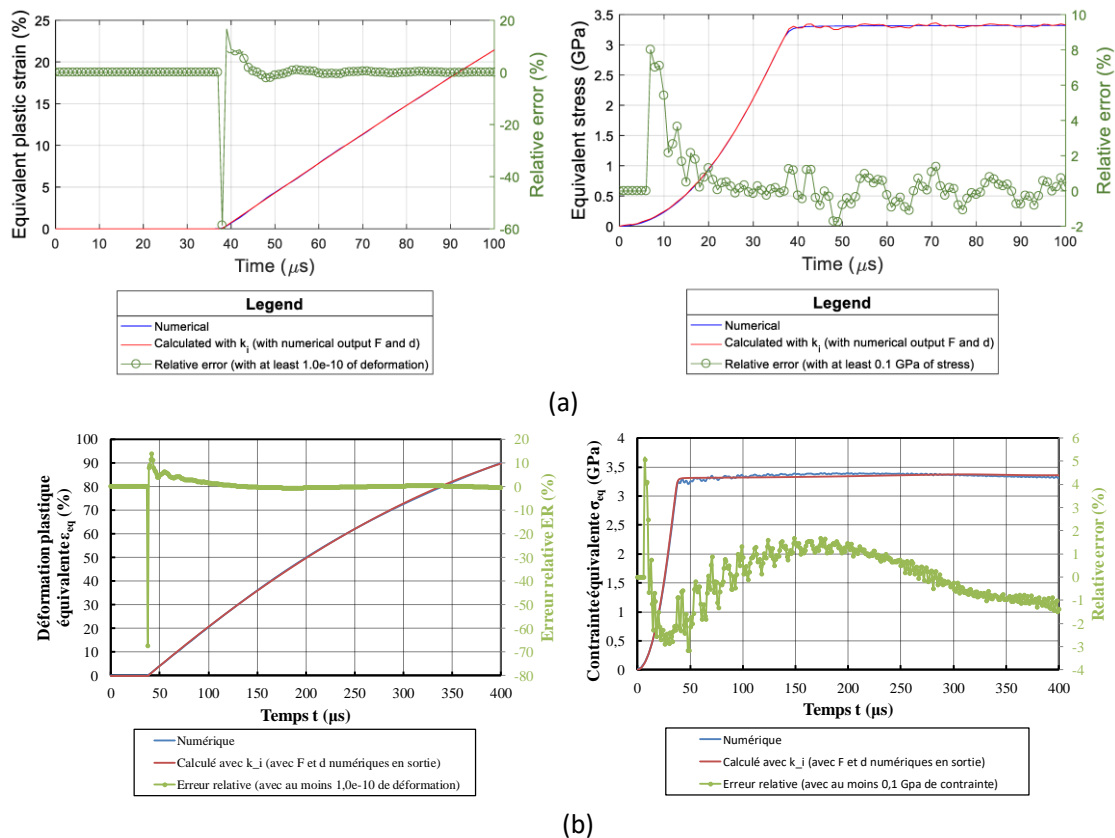 Equivalent plastic strain (%)
25
20
15
10
5
0
0 10 20 30 40 50 60 70 80 90 100
Time (μs)
20
0
-20
-40
-60
Relative error (%)
Legend
Numerical
Calculated with k_i (with numerical output F and d)
Relative error (with at least 1.0e-10 of deformation)
Equivalent stress (GPa)
3.5
3
2.5
2
1.5
1
0.5
0
0 10 20 30 40 50 60 70 80 90 100
Time (μs)
10
8
6
4
2
0
-2
Relative error (%)
Legend
Numerical
Calculated with k_i (with numerical output F and d)
Relative error (with at least 0.1 GPa of stress)
(a)
Déformation plastique
équivalente ε_eq (%)
100
90
80
70
60
50
40
30
20
10
0
0 50 100 150 200 250 300 350 400
Temps t (μs)
20
10
0
-10
-20
-30
-40
-50
-60
-70
-80
Erreur relative ER (%)
Numérique
Calculé avec k_i (avec F et d numériques en sortie)
Erreur relative (avec au moins 1,0e-10 de déformation)
Contrainte équivalente σ_eq (GPa)
4
3,5
3
2,5
2
1,5
1
0,5
0
0 50 100 150 200 250 300 350 400
Temps t (μs)
6
5
4
3
2
1
0
-1
-2
-3
-4
Relative error (%)
Numérique
Calculé avec k_i (avec F et d numériques en sortie)
Erreur relative (avec au moins 0,1 Gpa de contrainte)
(b)